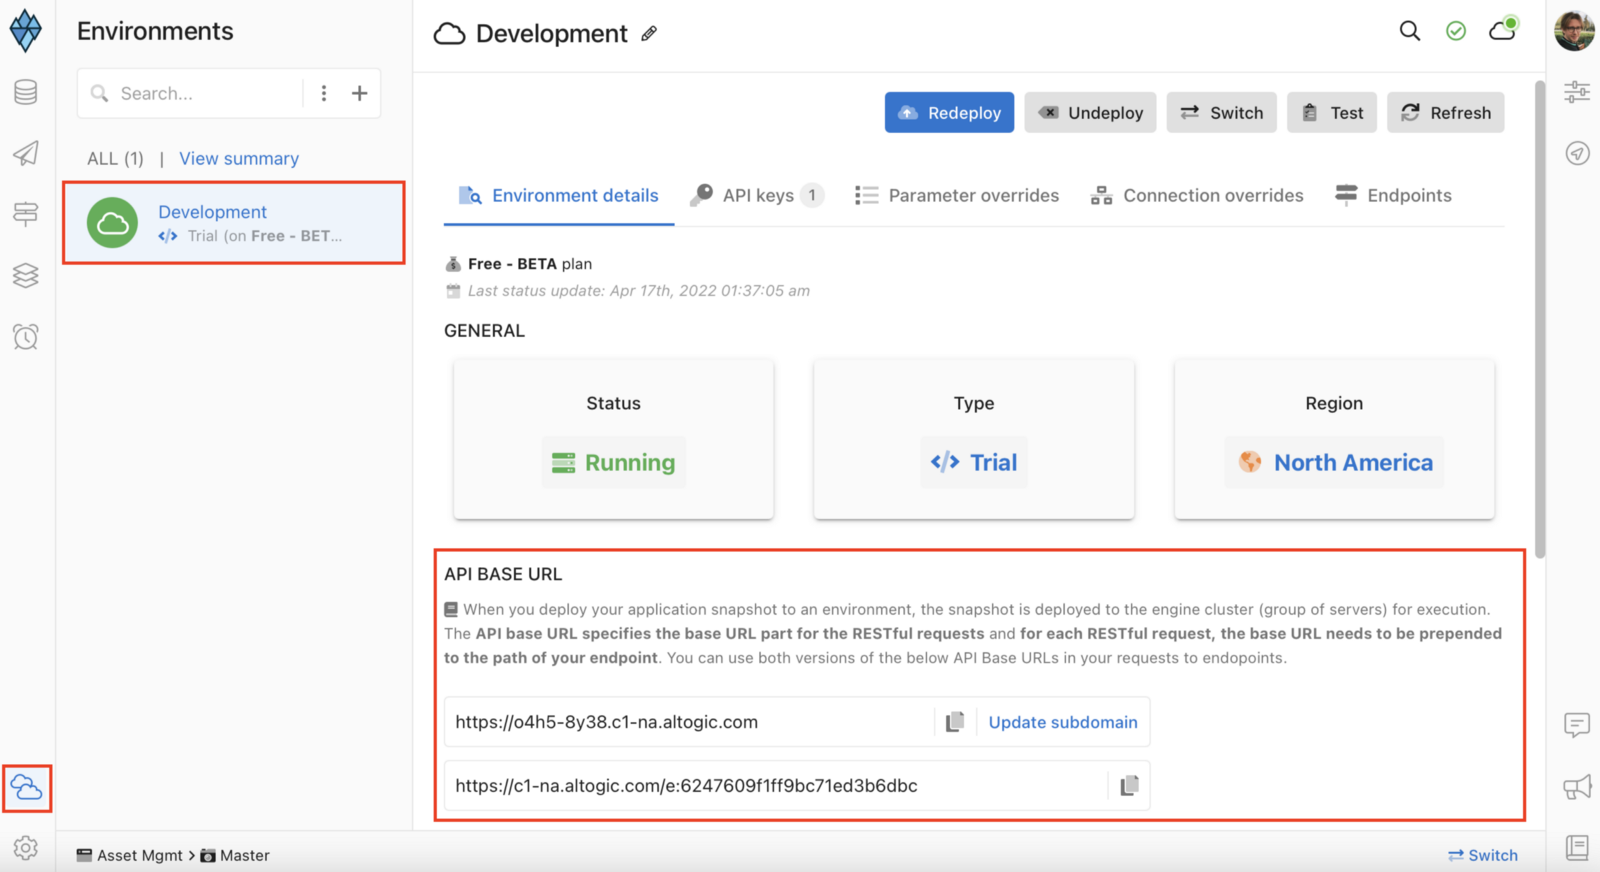 Environments
Search...
ALL (1) | View summary
Development
Trial (on Free - BET...
Development
Redeploy
Undeploy
Switch
Test
Refresh
Environment details
API keys 1
Parameter overrides
Connection overrides
Endpoints
Free - BETA plan
Last status update: Apr 17th, 2022 01:37:05 am
GENERAL
Status
Running
Type
Trial
Region
North America
API BASE URL
When you deploy your application snapshot to an environment, the snapshot is deployed to the engine cluster (group of servers) for execution.
The API base URL specifies the base URL part for the RESTful requests and for each RESTful request, the base URL needs to be prepended
to the path of your endpoint. You can use both versions of the below API Base URLs in your requests to endopoints.
https://o4h5-8y38.c1-na.altogic.com
Update subdomain
https://c1-na.altogic.com/e:6247609f1ff9bc71ed3b6dbc
Asset Mgmt > Master
Switch